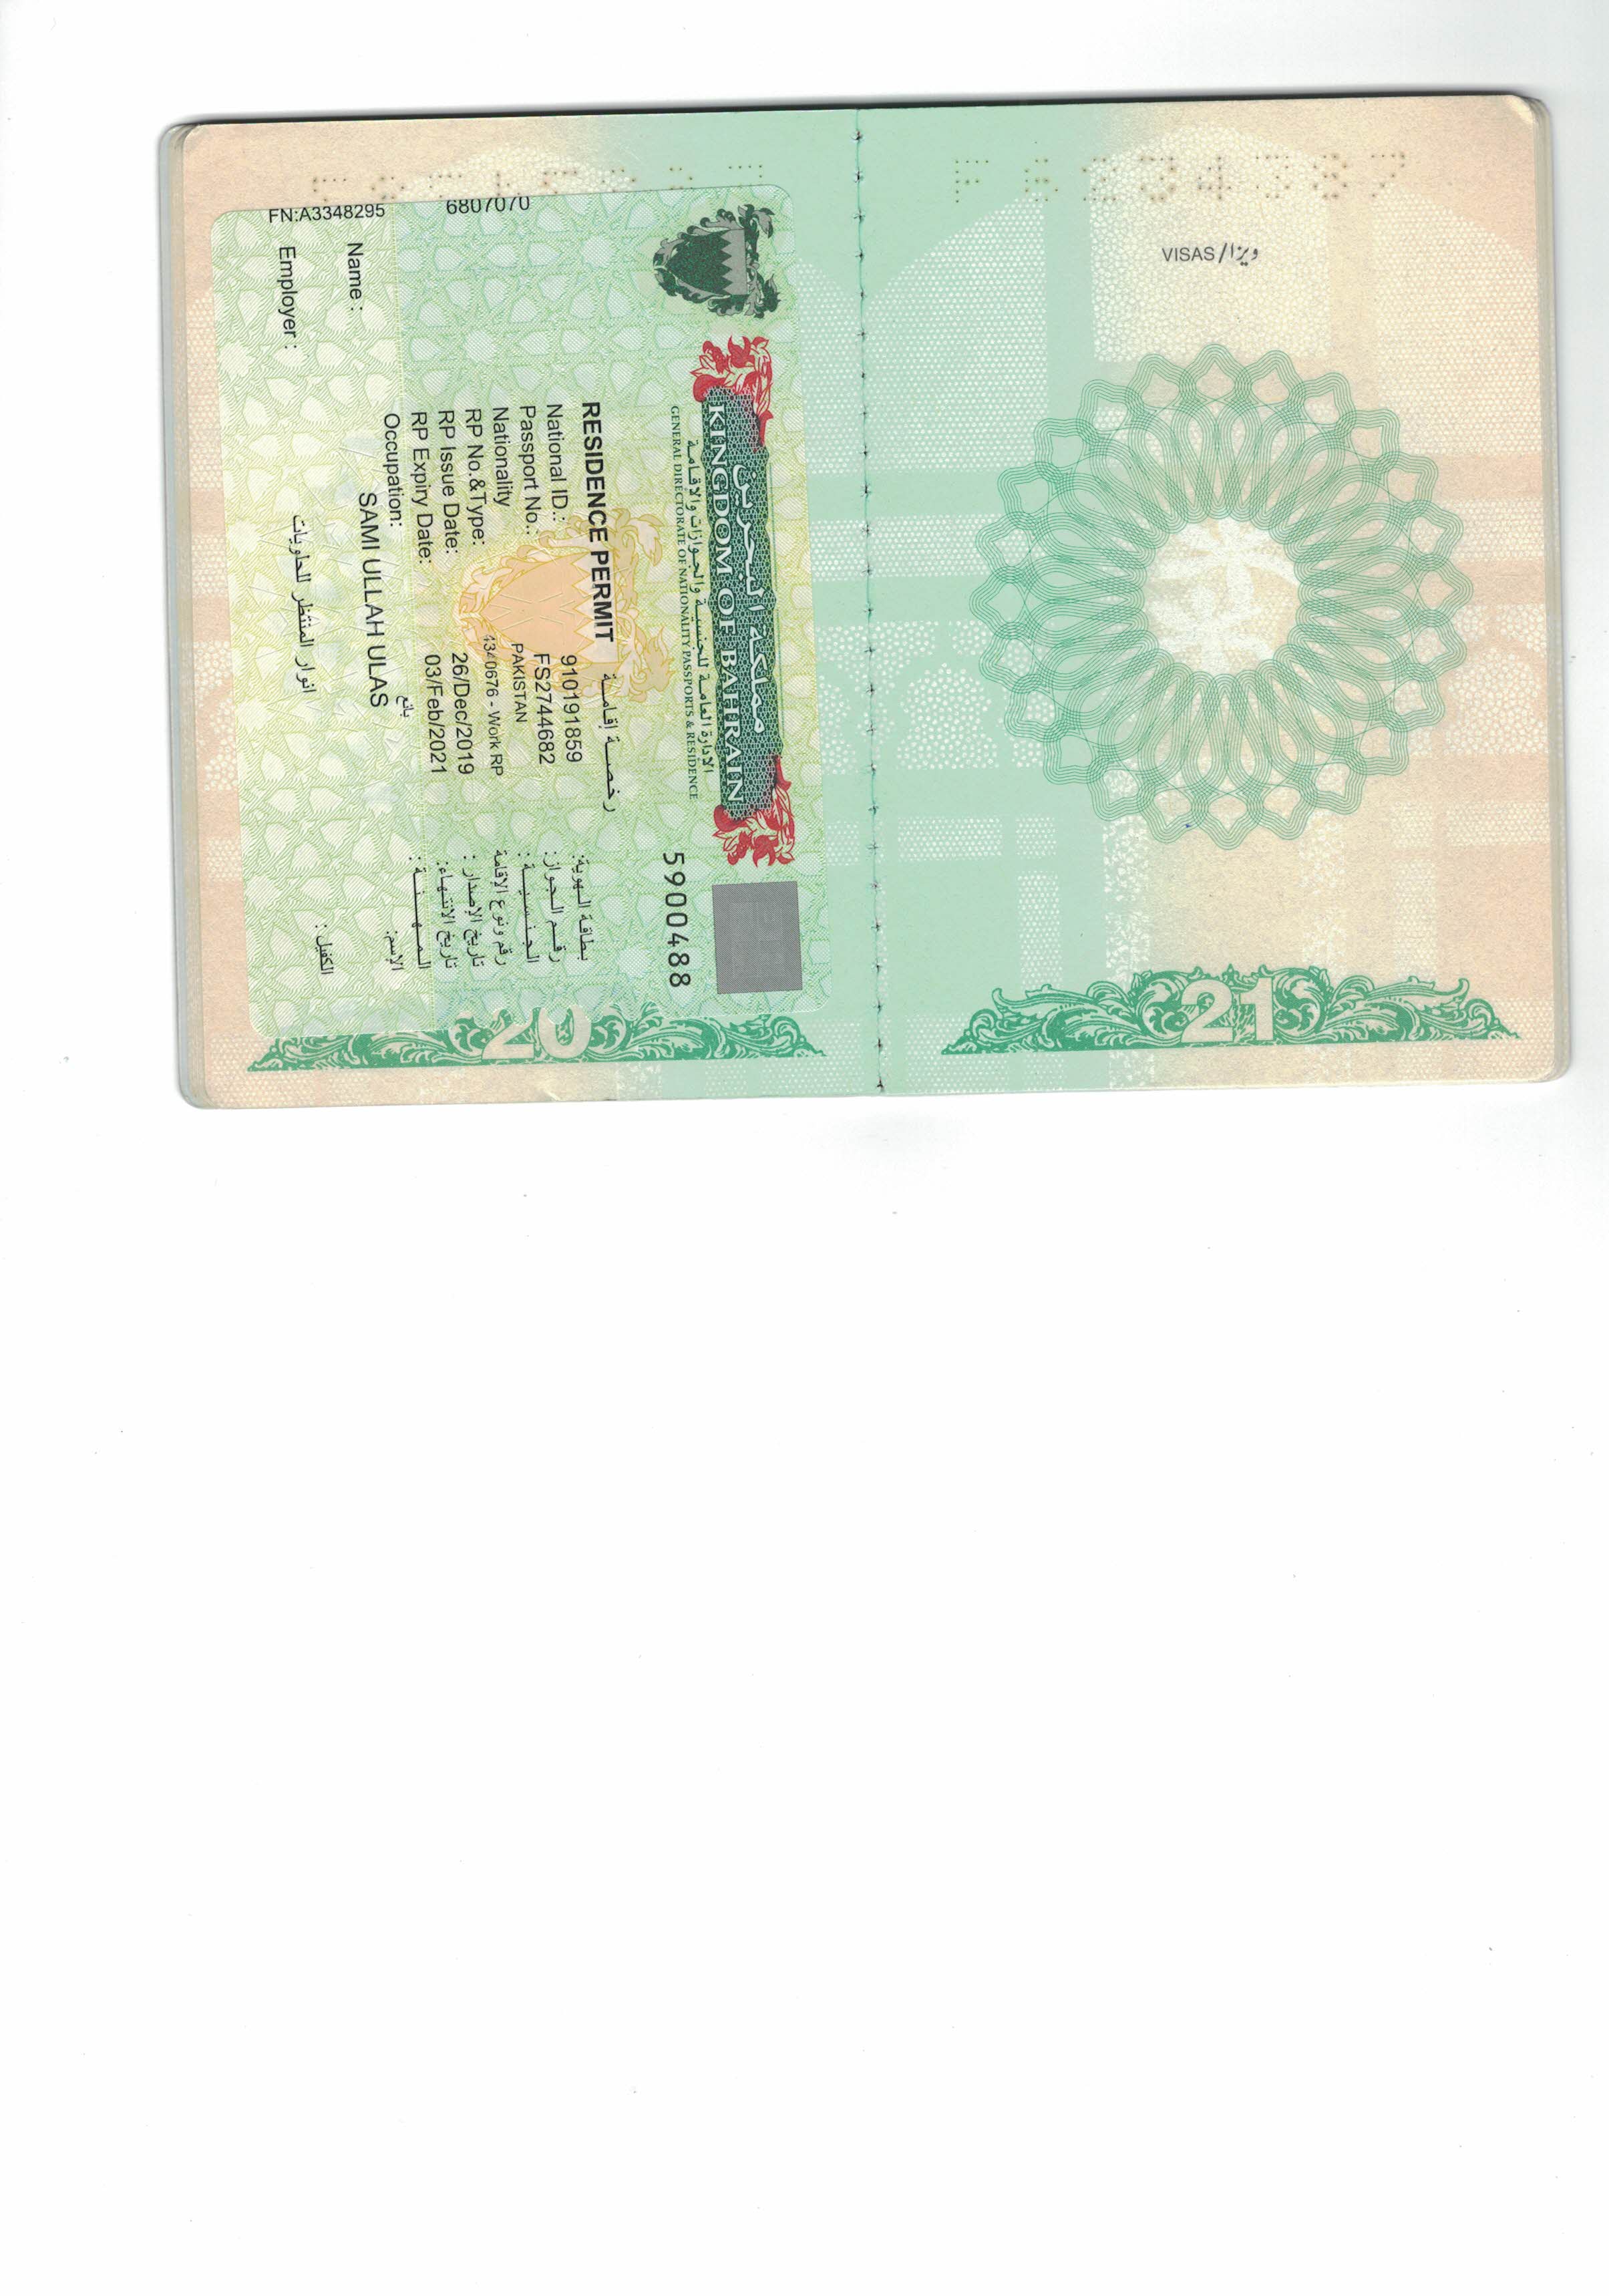 مملكة البحرين
KINGDOM OF BAHRAIN
الإدارة العامة للجنسية والجوازات والاقامة
GENERAL DIRECTORATE OF NATIONALITY PASSPORTS & RESIDENCE
5900488
RESIDENCE PERMIT رخصة إقامة
National ID.: 910191859 بطاقة الهوية:
Passport No.: FS2744682 رقم الجواز:
Nationality PAKISTAN الجنسية:
RP No.&Type: 4340676 - Work RP رقم ونوع الإقامة
RP Issue Date: 26/Dec/2019 تاريخ الإصدار:
RP Expiry Date: 03/Feb/2021 تاريخ الانتهاء:
Occupation: بائع المهنة:
Name : SAMI ULLAH ULAS الإسم:
Employer : انوار المنتظر للحلويات الكفيل:
FN:A3348295 6807070
20
VISAS/ویزا
21